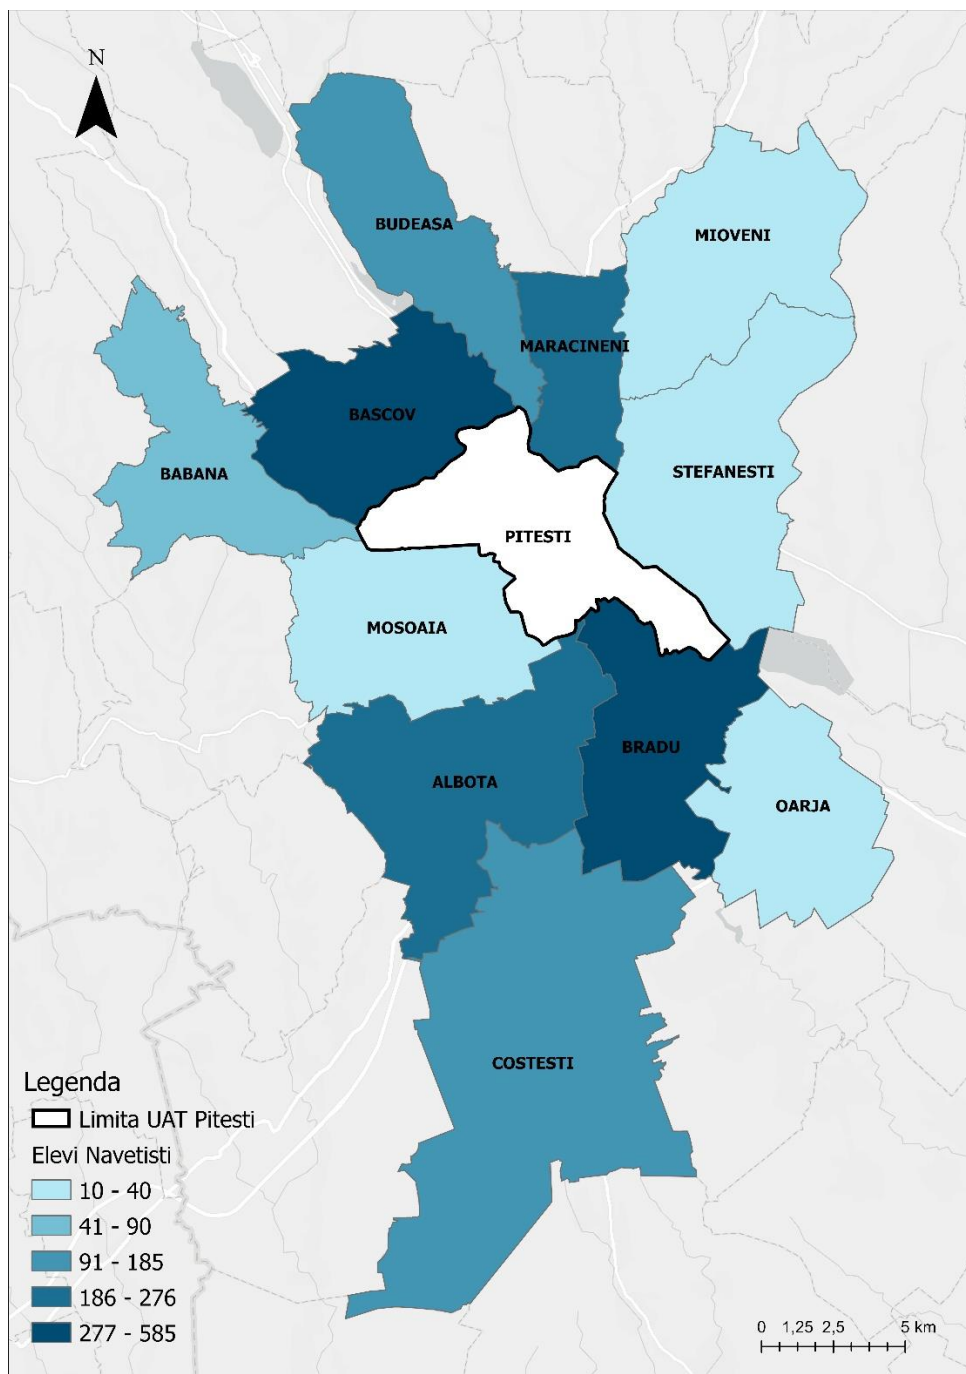 N
BUDEASA
MIOVENI
MARACINENI
BASCOV
BABANA
STEFANESTI
PITESTI
MOSOAIA
BRADU
ALBOTA
OARJA
COSTESTI
Legenda
Limita UAT Pitesti
Elevi Navetisti
10 - 40
41 - 90
91 - 185
186 - 276
277 - 585
0 1,25 2,5 5 km